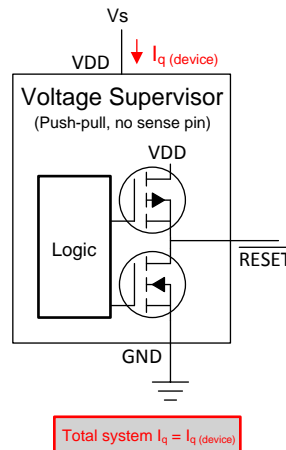 Vs
VDD
Iq (device)
Voltage Supervisor
(Push-pull, no sense pin)
VDD
Logic
RESET
GND
Total system Iq = Iq (device)